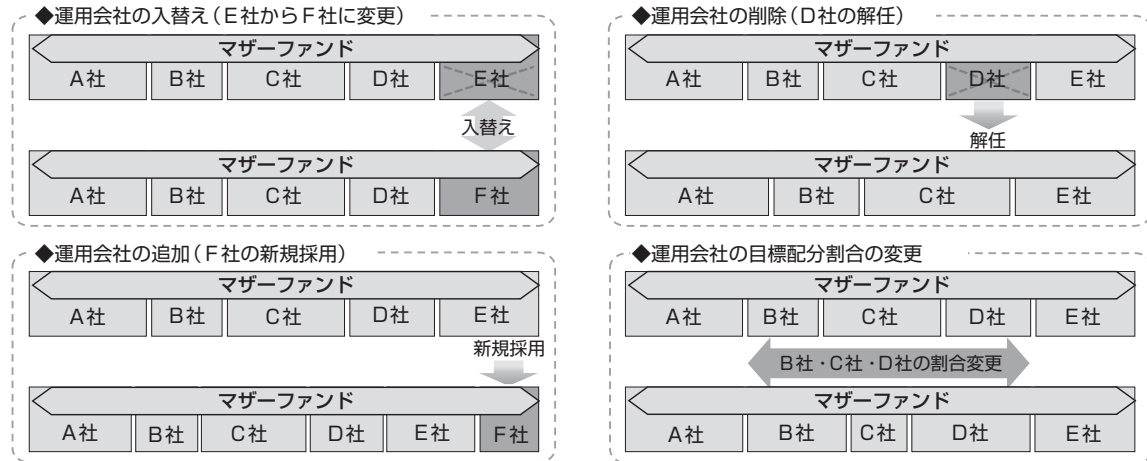 ◆運用会社の入替え(E社からF社に変更)
マザーファンド
A社 B社 C社 D社 E社
入替え
マザーファンド
A社 B社 C社 D社 F社
◆運用会社の削除(D社の解任)
マザーファンド
A社 B社 C社 D社 E社
解任
マザーファンド
A社 B社 C社 E社
◆運用会社の追加(F社の新規採用)
マザーファンド
A社 B社 C社 D社 E社
新規採用
マザーファンド
A社 B社 C社 D社 E社 F社
◆運用会社の目標配分割合の変更
マザーファンド
A社 B社 C社 D社 E社
B社・C社・D社の割合変更
マザーファンド
A社 B社 C社 D社 E社